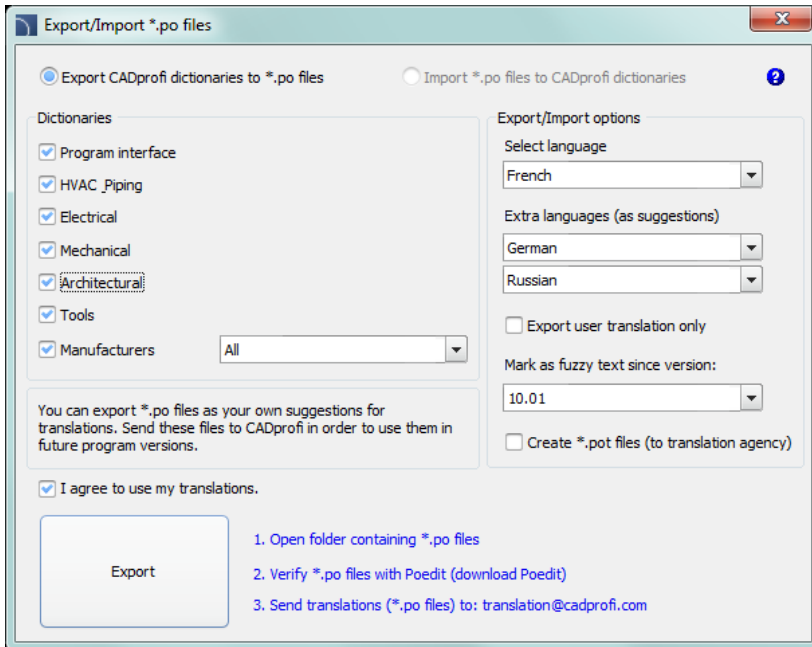 Export/Import *.po files
Export CADprofi dictionaries to *.po files
Import *.po files to CADprofi dictionaries
?
Dictionaries
Program interface
HVAC_Piping
Electrical
Mechanical
Architectural
Tools
Manufacturers
All
You can export *.po files as your own suggestions for
translations. Send these files to CADprofi in order to use them in
future program versions.
Export/Import options
Select language
French
Extra languages (as suggestions)
German
Russian
Export user translation only
Mark as fuzzy text since version:
10.01
Create *.pot files (to translation agency)
I agree to use my translations.
Export
1. Open folder containing *.po files
2. Verify *.po files with Poedit (download Poedit)
3. Send translations (*.po files) to: translation@cadprofi.com